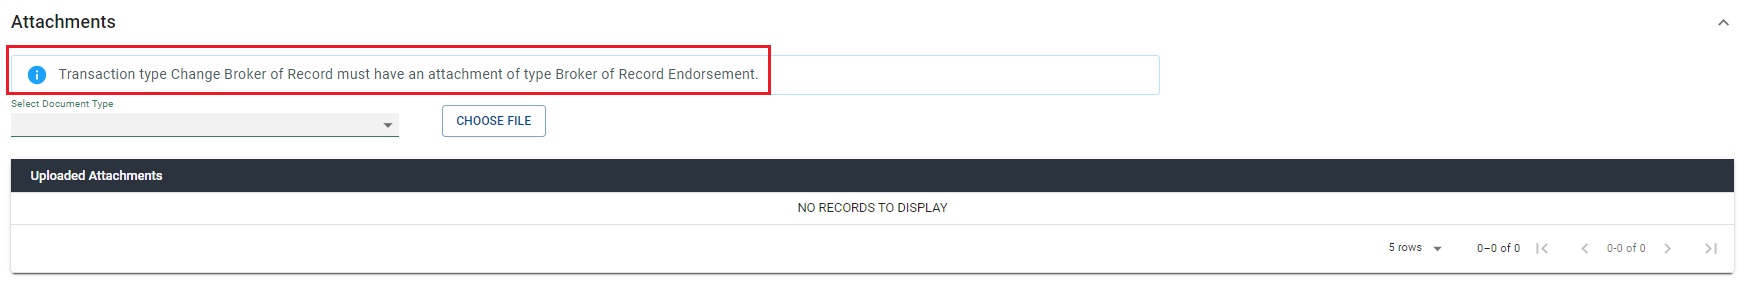 Attachments
Transaction type Change Broker of Record must have an attachment of type Broker of Record Endorsement.
Select Document Type
CHOOSE FILE
Uploaded Attachments
NO RECORDS TO DISPLAY
5 rows 0–0 of 0 0-0 of 0